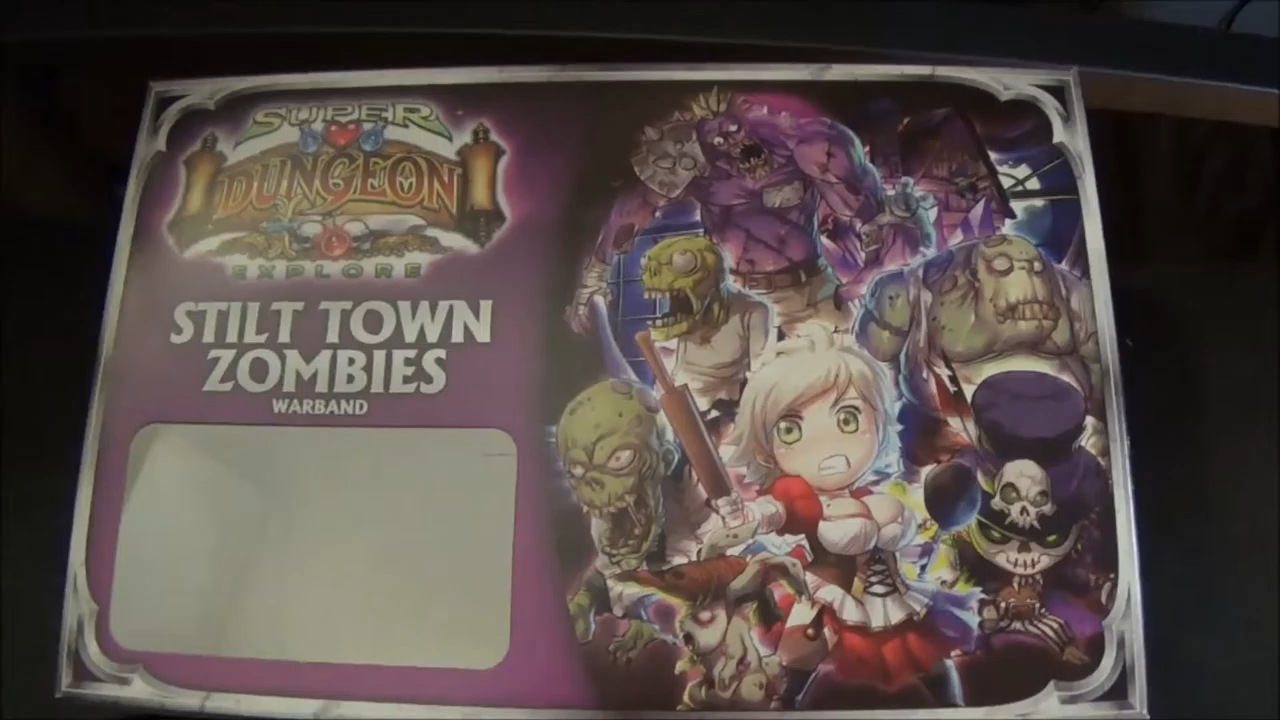 SUPER
DUNGEON
EXPLORE
STILT TOWN
ZOMBIES
WARBAND